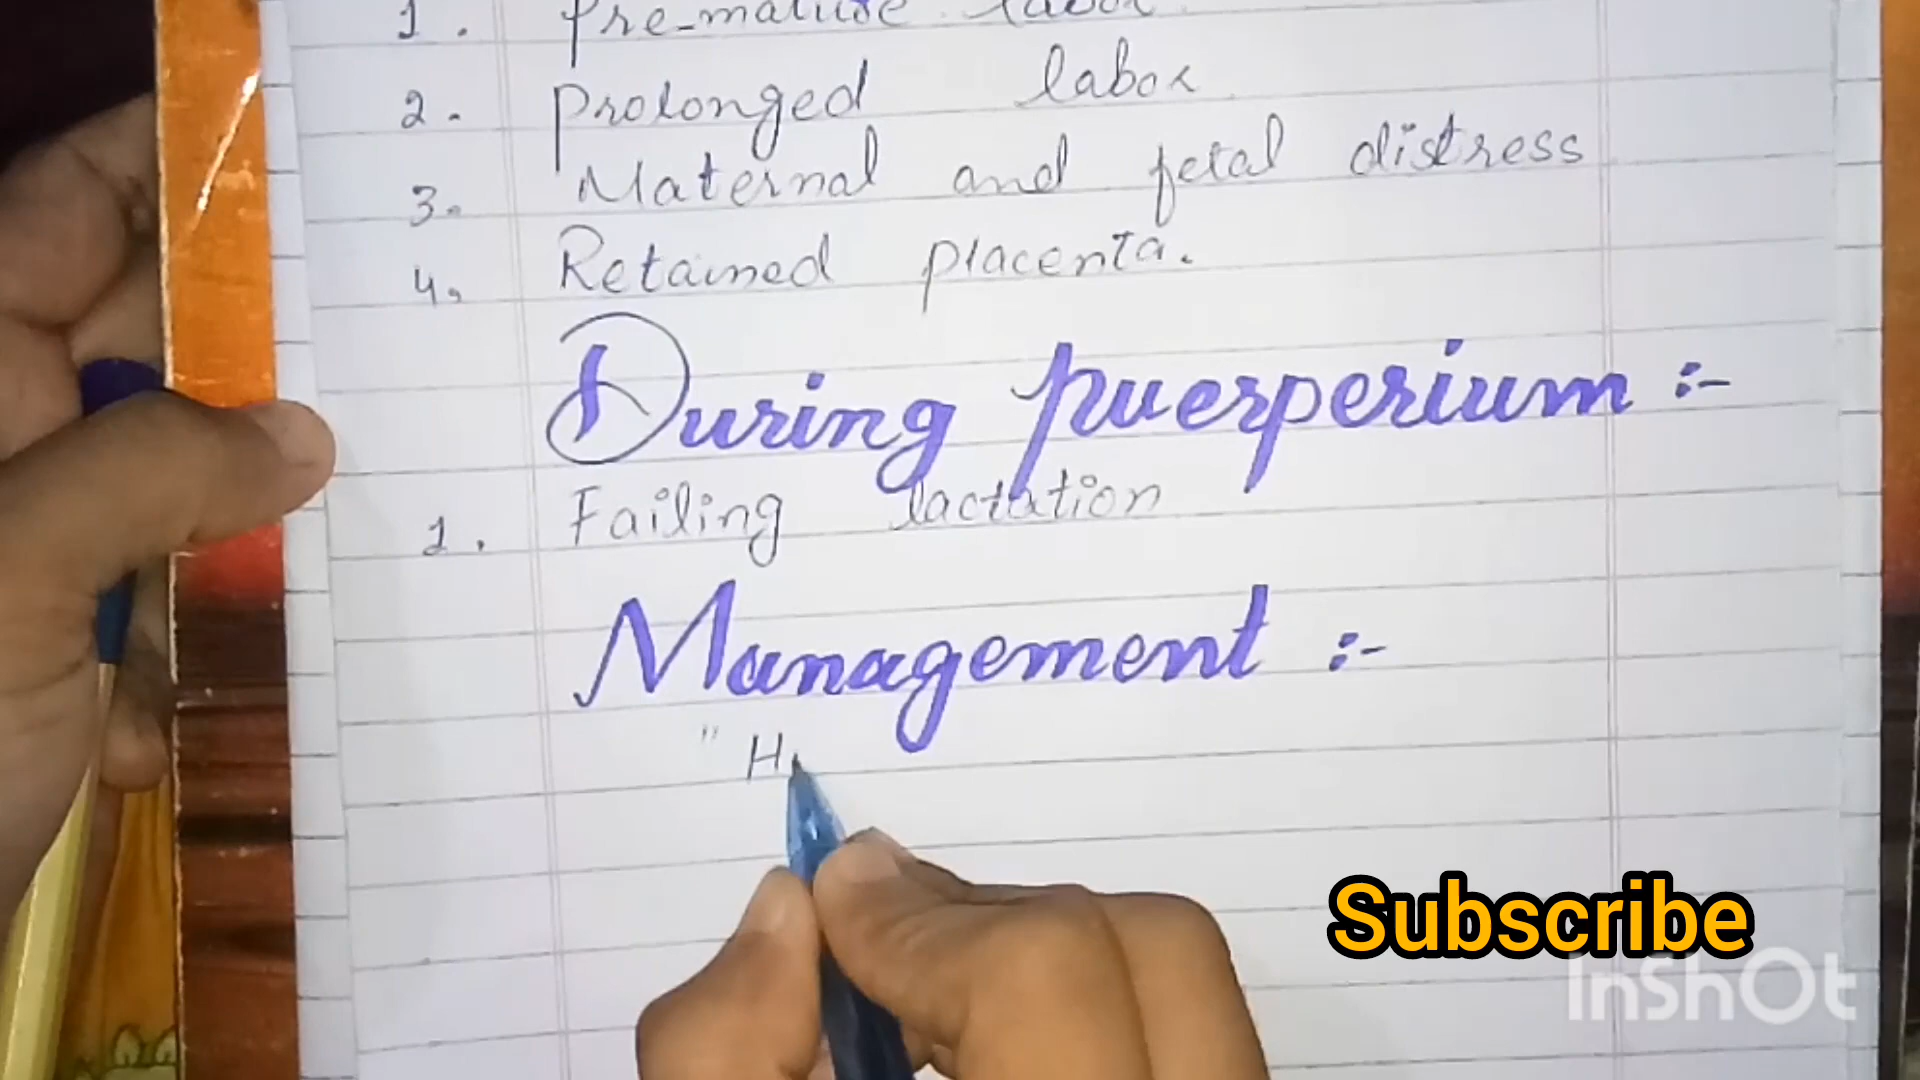 1. Pre-mature labor
2. Prolonged labor
3. Maternal and fetal distress
4. Retained placenta.
During puerperium :-
1. Failing lactation
Management :-
" H
Subscribe
InShOt